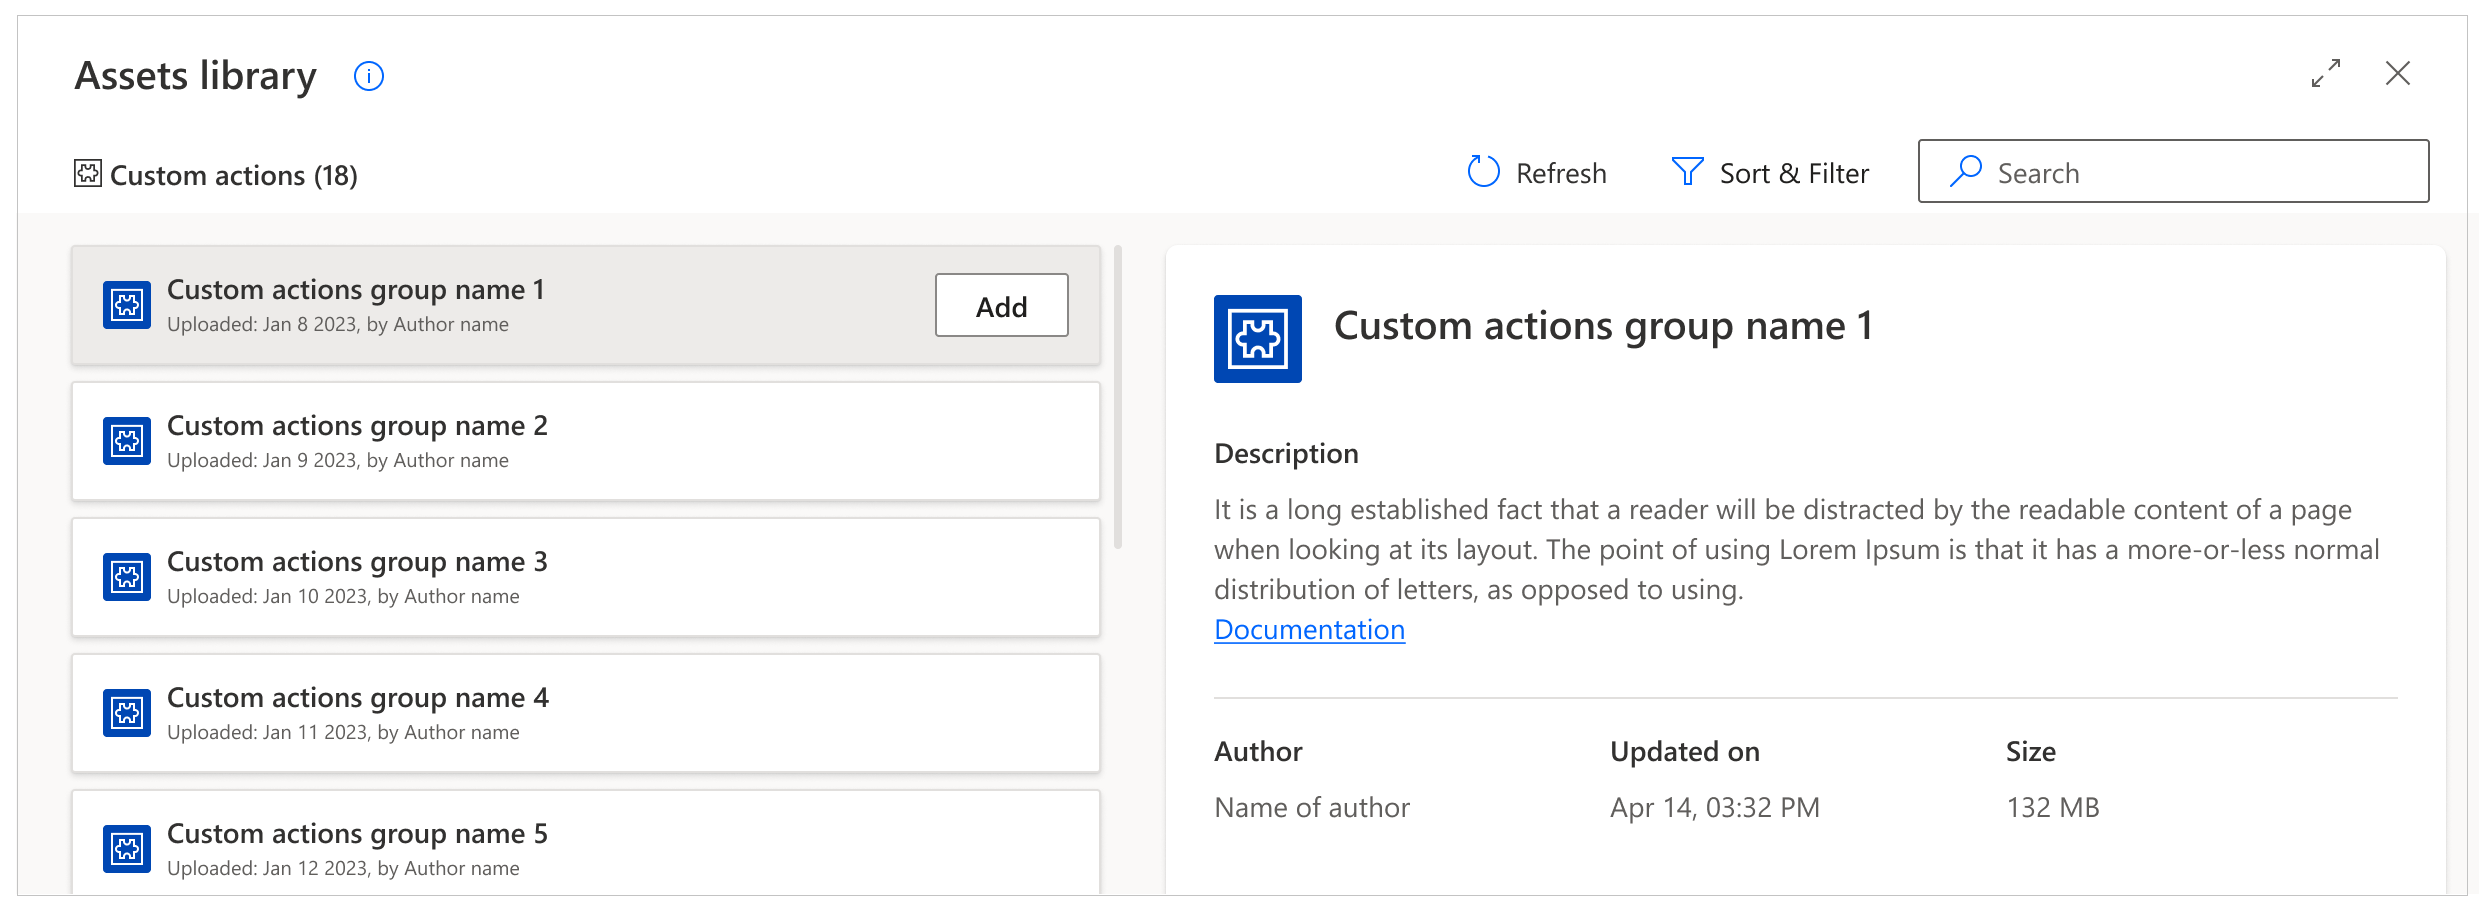 Assets library
Custom actions (18)
Refresh
Sort & Filter
Search
Custom actions group name 1
Uploaded: Jan 8 2023, by Author name
Add
Custom actions group name 2
Uploaded: Jan 9 2023, by Author name
Custom actions group name 3
Uploaded: Jan 10 2023, by Author name
Custom actions group name 4
Uploaded: Jan 11 2023, by Author name
Custom actions group name 5
Uploaded: Jan 12 2023, by Author name
Custom actions group name 1
Description
It is a long established fact that a reader will be distracted by the readable content of a page
when looking at its layout. The point of using Lorem Ipsum is that it has a more-or-less normal
distribution of letters, as opposed to using.
Documentation
Author
Updated on
Size
Name of author
Apr 14, 03:32 PM
132 MB